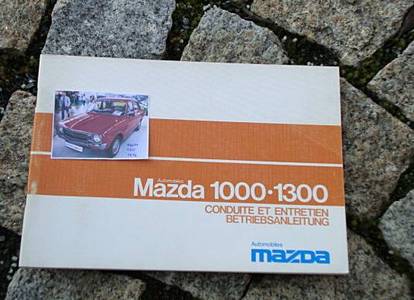 Automobiles
Mazda 1000·1300
CONDUITE ET ENTRETIEN
BETRIEBSANLEITUNG
Automobiles
mazda